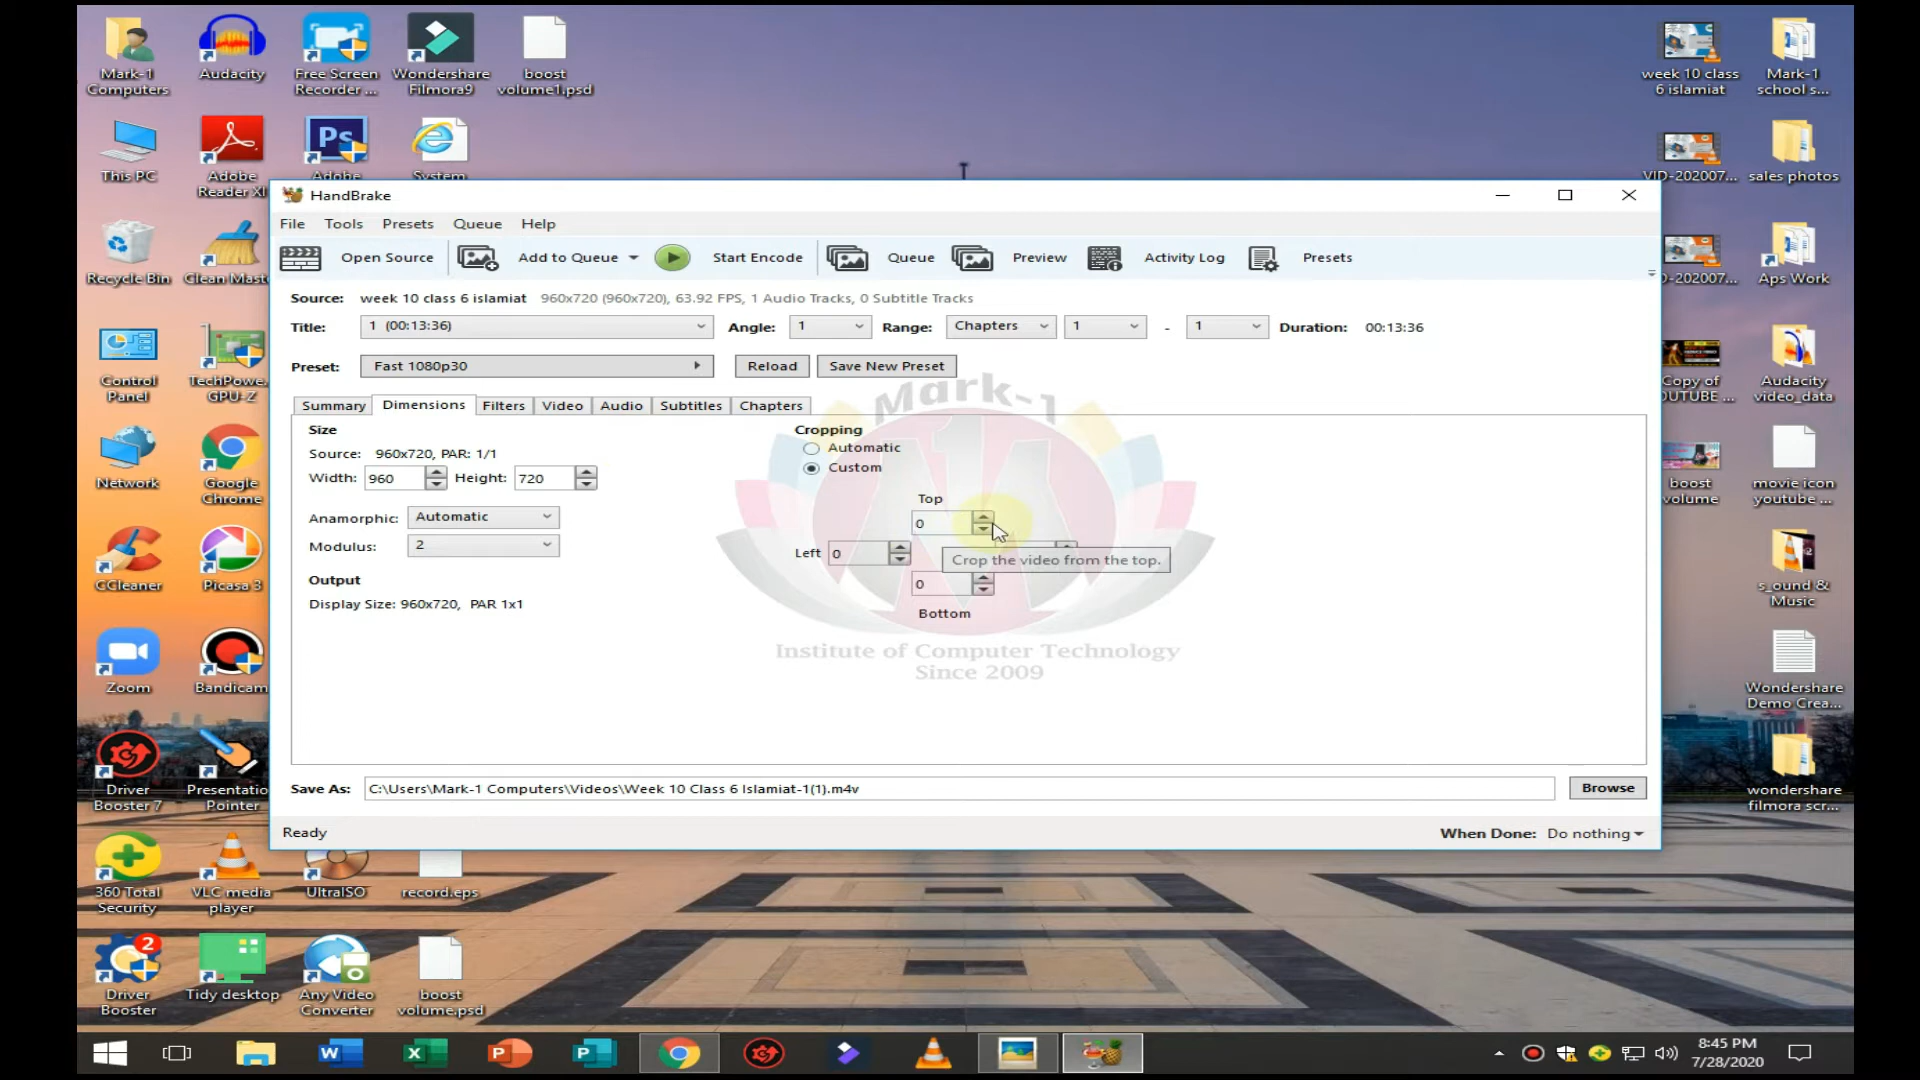 Mark-1 Computers
Audacity
Free Screen Recorder ...
Wondershare Filmora9
boost volume1.psd
week 10 class 6 islamiat
Mark-1 school s...
This PC
Adobe Reader XI
Adobe
System
VID-202007...
sales photos
HandBrake
File Tools Presets Queue Help
Open Source Add to Queue Start Encode Queue Preview Activity Log Presets
Source: week 10 class 6 islamiat 960x720 (960x720), 63.92 FPS, 1 Audio Tracks, 0 Subtitle Tracks
Title: 1 (00:13:36) Angle: 1 Range: Chapters 1 - 1 Duration: 00:13:36
Preset: Fast 1080p30 Reload Save New Preset
Summary Dimensions Filters Video Audio Subtitles Chapters
Size
Source: 960x720, PAR: 1/1
Width: 960 Height: 720
Anamorphic: Automatic
Modulus: 2
Output
Display Size: 960x720, PAR 1x1
Cropping
Automatic
Custom
Top
0
Left 0
Crop the video from the top.
0
Bottom
Mark-1
Institute of Computer Technology
Since 2009
Save As: C:\Users\Mark-1 Computers\Videos\Week 10 Class 6 Islamiat-1(1).m4v Browse
Ready
When Done: Do nothing
Recycle Bin
Clean Maste
Control Panel
TechPowe,
GPU-Z
Network
Google Chrome
CCleaner
Picasa 3
Zoom
Bandicam
Driver Booster 7
Presentatio
Pointer
360 Total Security
VLC media player
UltraISO
record.eps
2
Driver Booster
Tidy desktop
Any Video Converter
boost volume.psd
D-202007...
Aps Work
Copy of
OUTUBE ...
Audacity video_data
boost volume
movie icon youtube ...
s_ound & Music
Wondershare Demo Crea...
wondershare filmora scr...
8:45 PM
7/28/2020